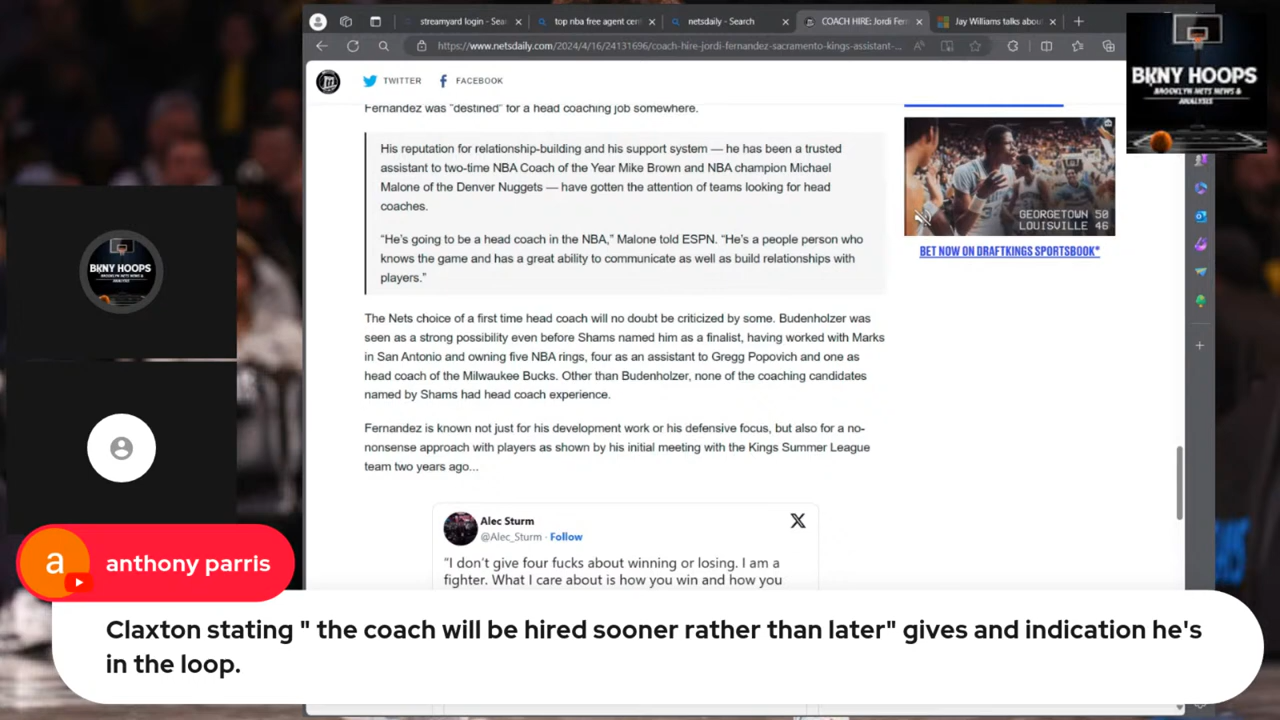 streamyard login - Sear
top nba free agent cent
netsdaily - Search
COACH HIRE: Jordi Fern
Jay Williams talks about
https://www.netsdaily.com/2024/4/16/24131696/coach-hire-jordi-fernandez-sacramento-kings-assistant-...
BKNY HOOPS
BROOKLYN NETS NEWS &
ANALYSIS
TWITTER
FACEBOOK
Fernandez was "destined" for a head coaching job somewhere.
His reputation for relationship-building and his support system — he has been a trusted
assistant to two-time NBA Coach of the Year Mike Brown and NBA champion Michael
Malone of the Denver Nuggets — have gotten the attention of teams looking for head
coaches.
“He's going to be a head coach in the NBA,” Malone told ESPN. “He's a people person who
knows the game and has a great ability to communicate as well as build relationships with
players.”
GEORGETOWN 50
LOUISVILLE 46
BET NOW ON DRAFTKINGS SPORTSBOOK*
The Nets choice of a first time head coach will no doubt be criticized by some. Budenholzer was
seen as a strong possibility even before Shams named him as a finalist, having worked with Marks
in San Antonio and owning five NBA rings, four as an assistant to Gregg Popovich and one as
head coach of the Milwaukee Bucks. Other than Budenholzer, none of the coaching candidates
named by Shams had head coach experience.
Fernandez is known not just for his development work or his defensive focus, but also for a no-
nonsense approach with players as shown by his initial meeting with the Kings Summer League
team two years ago...
Alec Sturm
@Alec_Sturm · Follow
“I don't give four fucks about winning or losing. I am a
fighter. What I care about is how you win and how you
BKNY HOOPS
BROOKLYN NETS NEWS &
ANALYSIS
a
anthony parris
Claxton stating " the coach will be hired sooner rather than later" gives and indication he's
in the loop.